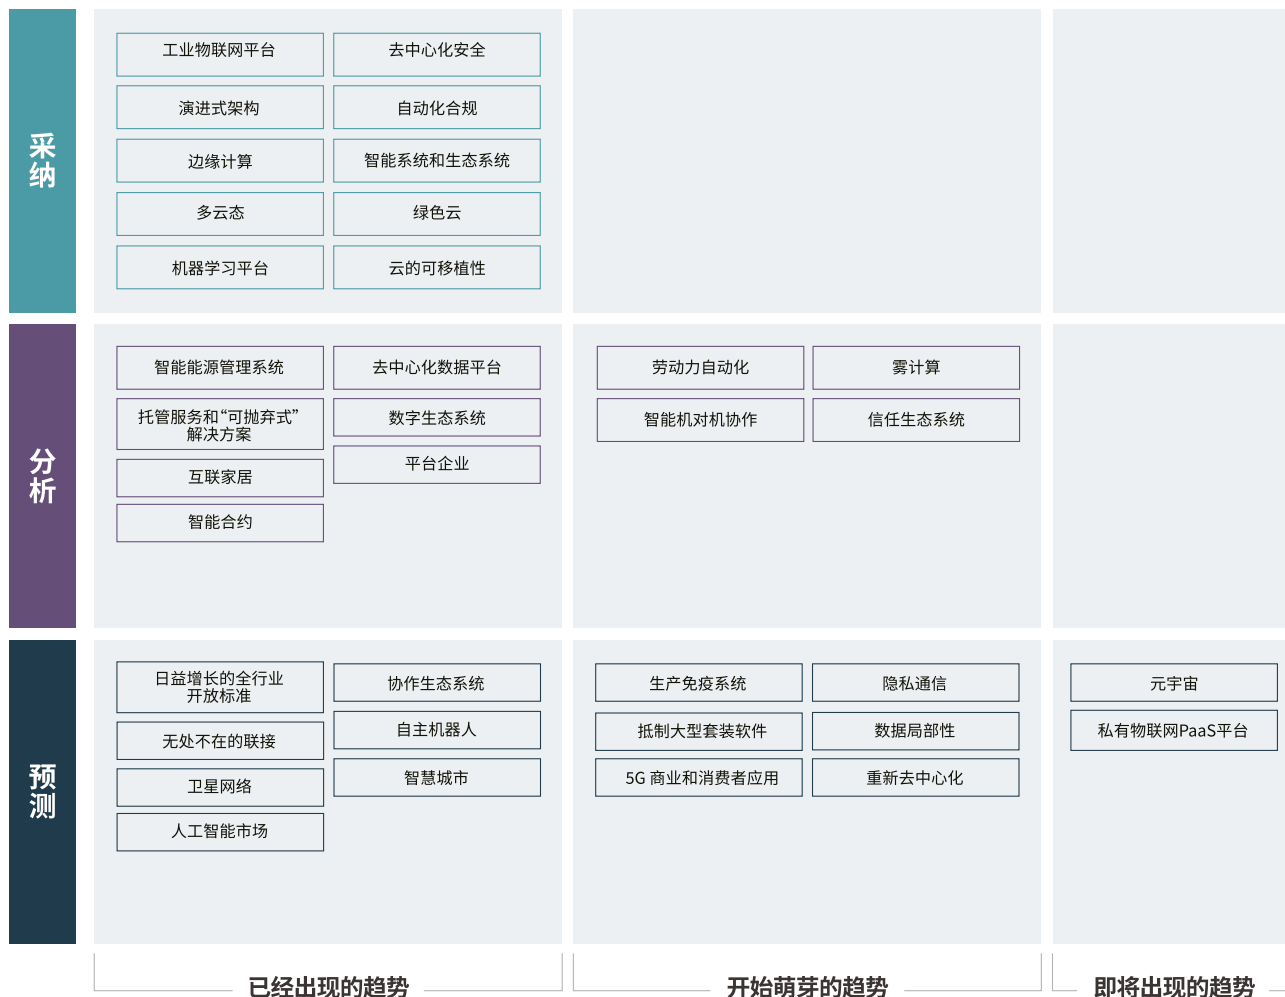 采纳
工业物联网平台
去中心化安全
演进式架构
自动化合规
边缘计算
智能系统和生态系统
多云态
绿色云
机器学习平台
云的可移植性
分析
智能能源管理系统
去中心化数据平台
托管服务和“可抛弃式”
解决方案
数字生态系统
互联家居
平台企业
智能合约
劳动力自动化
雾计算
智能机对机协作
信任生态系统
预测
日益增长的全行业
开放标准
协作生态系统
无处不在的联接
自主机器人
卫星网络
智慧城市
人工智能市场
生产免疫系统
隐私通信
抵制大型套装软件
数据局部性
5G 商业和消费者应用
重新去中心化
元宇宙
私有物联网PaaS平台
已经出现的趋势
开始萌芽的趋势
即将出现的趋势